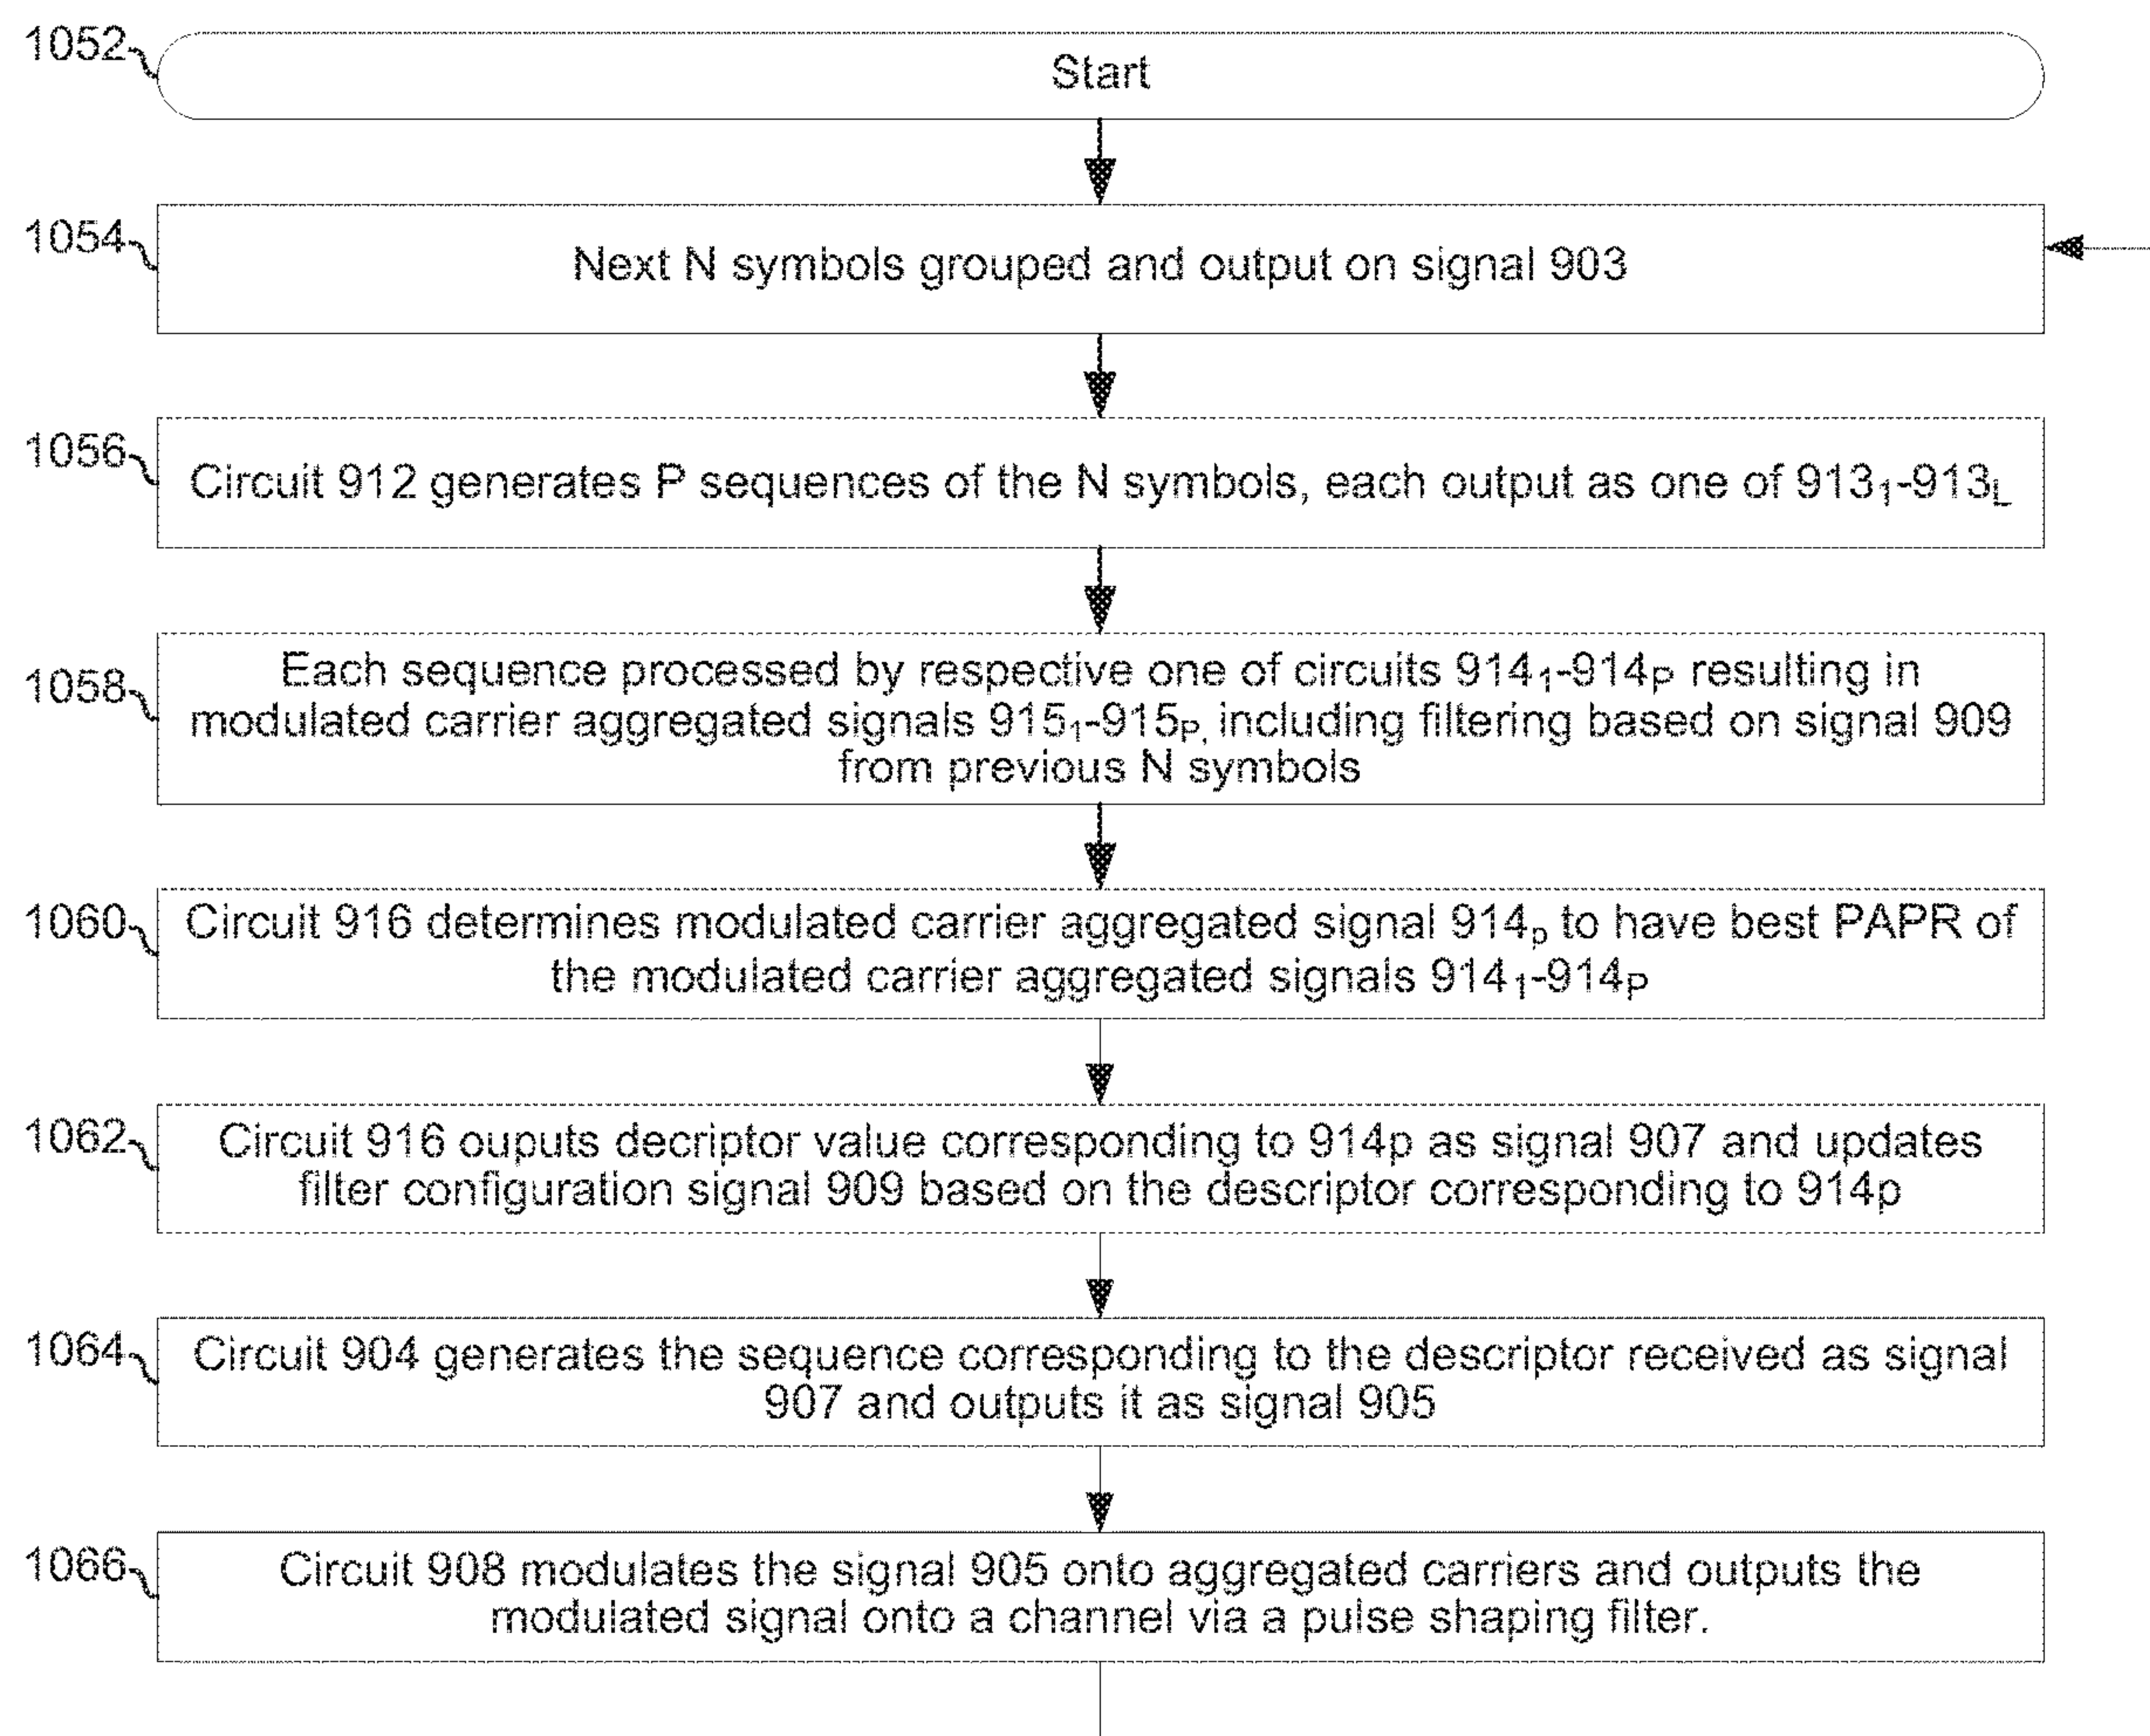 1052
Start
1054
Next N symbols grouped and output on signal 903
1056
Circuit 912 generates P sequences of the N symbols, each output as one of 913₁-913L
1058
Each sequence processed by respective one of circuits 914₁-914P resulting in
modulated carrier aggregated signals 915₁-915P, including filtering based on signal 909
from previous N symbols
1060
Circuit 916 determines modulated carrier aggregated signal 914p to have best PAPR of
the modulated carrier aggregated signals 914₁-914P
1062
Circuit 916 ouputs decriptor value corresponding to 914p as signal 907 and updates
filter configuration signal 909 based on the descriptor corresponding to 914p
1064
Circuit 904 generates the sequence corresponding to the descriptor received as signal
907 and outputs it as signal 905
1066
Circuit 908 modulates the signal 905 onto aggregated carriers and outputs the
modulated signal onto a channel via a pulse shaping filter.